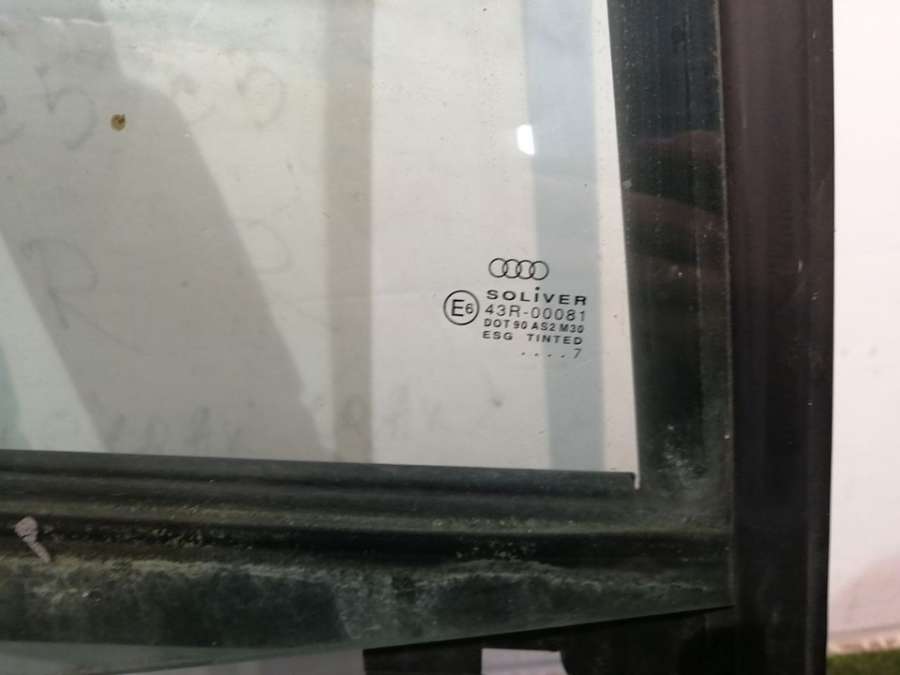 SOLiVER
E6 43R-00081
DOT 90 AS2 M30
ESG TINTED
. . . . 7